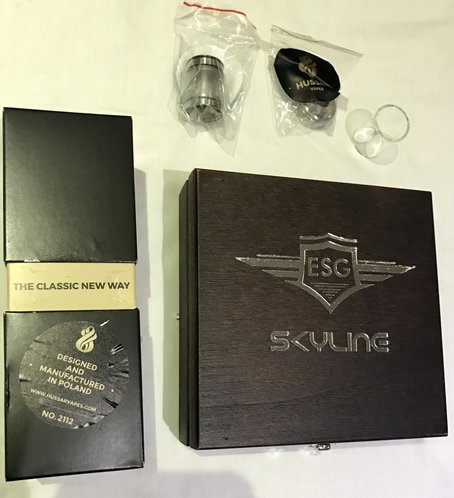 HUSSAR
VAPES
THE CLASSIC NEW WAY
DESIGNED
AND
MANUFACTURED
IN POLAND
WWW.HUSSARVAPES.COM
NO. 2112
ESG
SKYLINE